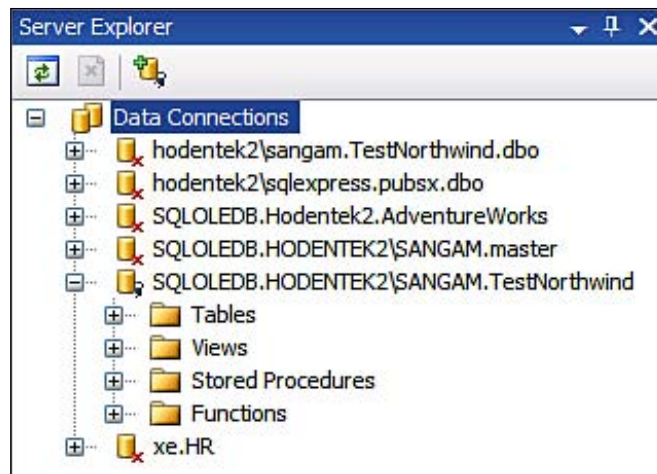 Server Explorer
Data Connections
hodentek2\sangam.TestNorthwind.dbo
hodentek2\sqlexpress.pubsx.dbo
SQLOLEDB.Hodentek2.AdventureWorks
SQLOLEDB.HODENTEK2\SANGAM.master
SQLOLEDB.HODENTEK2\SANGAM.TestNorthwind
Tables
Views
Stored Procedures
Functions
xe.HR